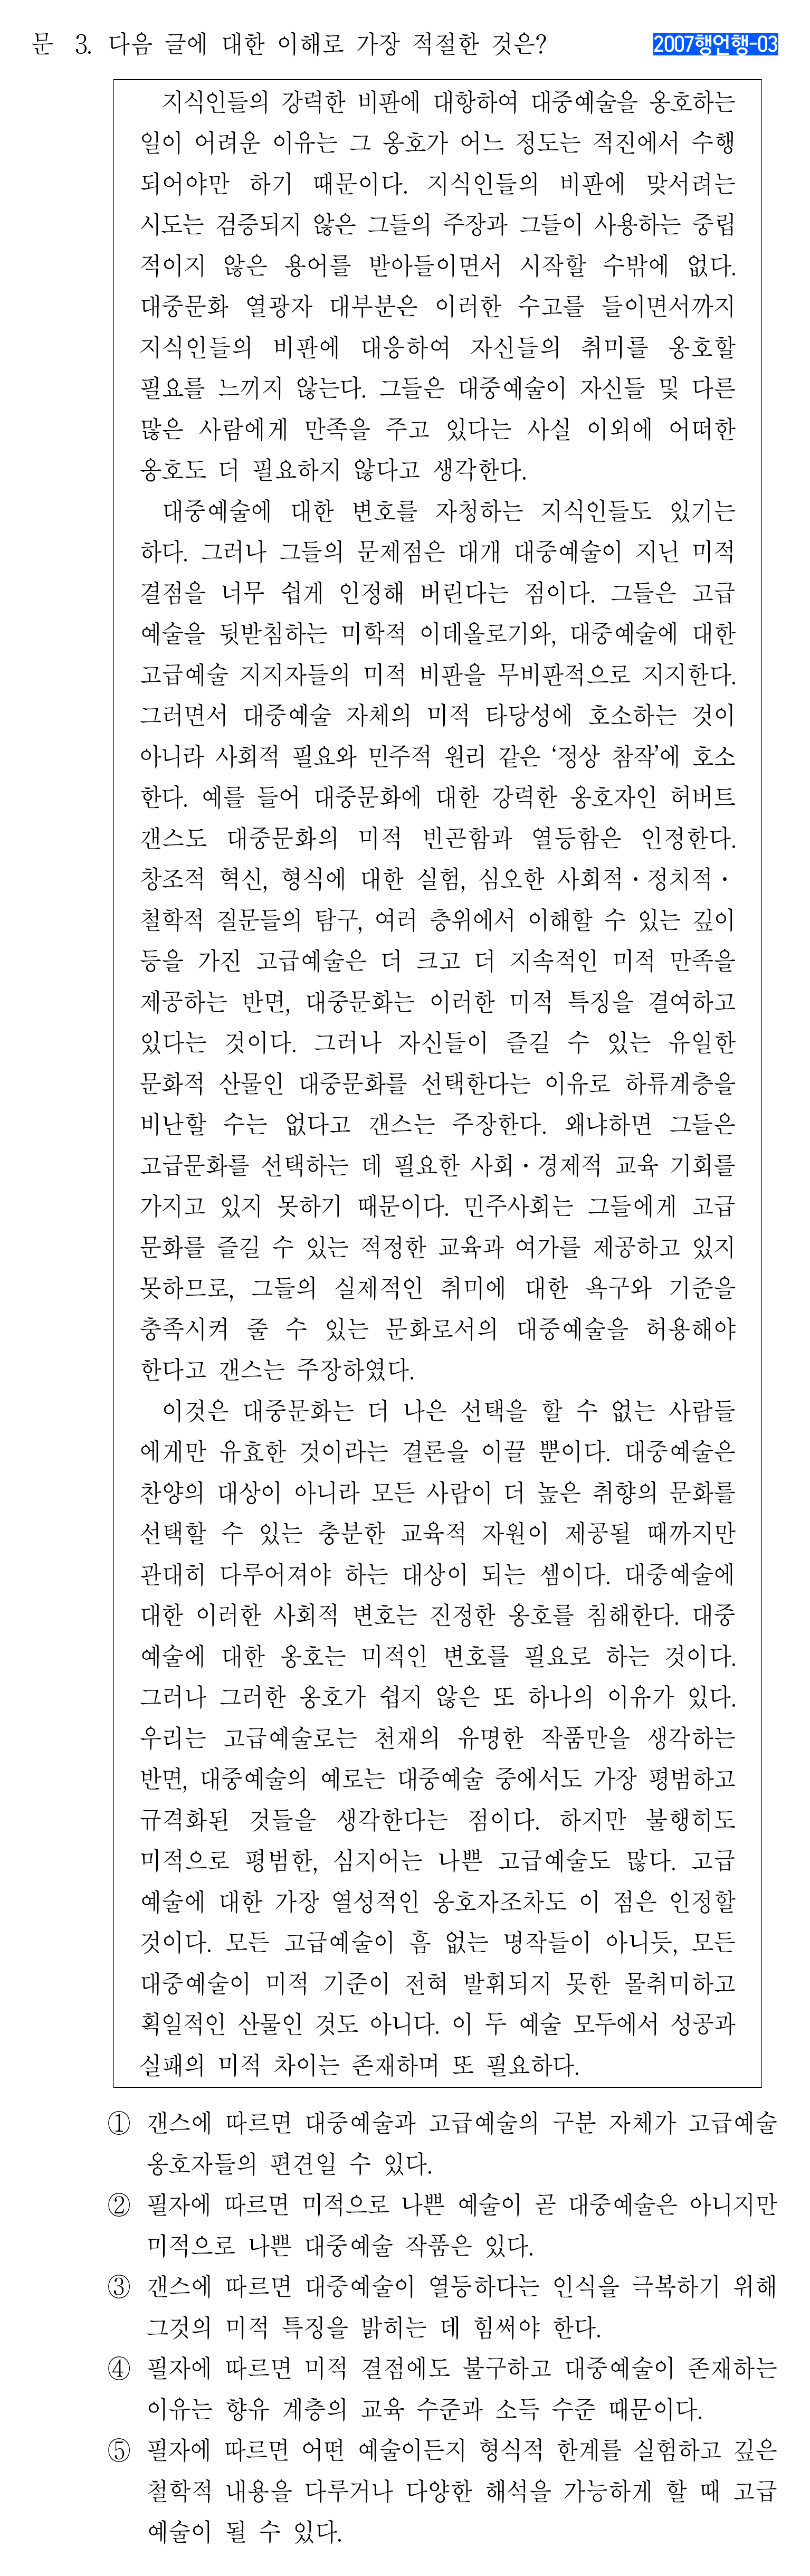 문 3. 다음 글에 대한 이해로 가장 적절한 것은?
2007행언행-03
지식인들의 강력한 비판에 대항하여 대중예술을 옹호하는
일이 어려운 이유는 그 옹호가 어느 정도는 적진에서 수행
되어야만 하기 때문이다. 지식인들의 비판에 맞서려는
시도는 검증되지 않은 그들의 주장과 그들이 사용하는 중립
적이지 않은 용어를 받아들이면서 시작할 수밖에 없다.
대중문화 열광자 대부분은 이러한 수고를 들이면서까지
지식인들의 비판에 대응하여 자신들의 취미를 옹호할
필요를 느끼지 않는다. 그들은 대중예술이 자신들 및 다른
많은 사람에게 만족을 주고 있다는 사실 이외에 어떠한
옹호도 더 필요하지 않다고 생각한다.
대중예술에 대한 변호를 자청하는 지식인들도 있기는
하다. 그러나 그들의 문제점은 대개 대중예술이 지닌 미적
결점을 너무 쉽게 인정해 버린다는 점이다. 그들은 고급
예술을 뒷받침하는 미학적 이데올로기와, 대중예술에 대한
고급예술 지지자들의 미적 비판을 무비판적으로 지지한다.
그러면서 대중예술 자체의 미적 타당성에 호소하는 것이
아니라 사회적 필요와 민주적 원리 같은 ‘정상 참작’에 호소
한다. 예를 들어 대중문화에 대한 강력한 옹호자인 허버트
갠스도 대중문화의 미적 빈곤함과 열등함은 인정한다.
창조적 혁신, 형식에 대한 실험, 심오한 사회적·정치적·
철학적 질문들의 탐구, 여러 층위에서 이해할 수 있는 깊이
등을 가진 고급예술은 더 크고 더 지속적인 미적 만족을
제공하는 반면, 대중문화는 이러한 미적 특징을 결여하고
있다는 것이다. 그러나 자신들이 즐길 수 있는 유일한
문화적 산물인 대중문화를 선택한다는 이유로 하류계층을
비난할 수는 없다고 갠스는 주장한다. 왜냐하면 그들은
고급문화를 선택하는 데 필요한 사회·경제적 교육 기회를
가지고 있지 못하기 때문이다. 민주사회는 그들에게 고급
문화를 즐길 수 있는 적정한 교육과 여가를 제공하고 있지
못하므로, 그들의 실제적인 취미에 대한 욕구와 기준을
충족시켜 줄 수 있는 문화로서의 대중예술을 허용해야
한다고 갠스는 주장하였다.
이것은 대중문화는 더 나은 선택을 할 수 없는 사람들
에게만 유효한 것이라는 결론을 이끌 뿐이다. 대중예술은
찬양의 대상이 아니라 모든 사람이 더 높은 취향의 문화를
선택할 수 있는 충분한 교육적 자원이 제공될 때까지만
관대히 다루어져야 하는 대상이 되는 셈이다. 대중예술에
대한 이러한 사회적 변호는 진정한 옹호를 침해한다. 대중
예술에 대한 옹호는 미적인 변호를 필요로 하는 것이다.
그러나 그러한 옹호가 쉽지 않은 또 하나의 이유가 있다.
우리는 고급예술로는 천재의 유명한 작품만을 생각하는
반면, 대중예술의 예로는 대중예술 중에서도 가장 평범하고
규격화된 것들을 생각한다는 점이다. 하지만 불행히도
미적으로 평범한, 심지어는 나쁜 고급예술도 많다. 고급
예술에 대한 가장 열성적인 옹호자조차도 이 점은 인정할
것이다. 모든 고급예술이 흠 없는 명작들이 아니듯, 모든
대중예술이 미적 기준이 전혀 발휘되지 못한 몰취미하고
획일적인 산물인 것도 아니다. 이 두 예술 모두에서 성공과
실패의 미적 차이는 존재하며 또 필요하다.
① 갠스에 따르면 대중예술과 고급예술의 구분 자체가 고급예술
옹호자들의 편견일 수 있다.
② 필자에 따르면 미적으로 나쁜 예술이 곧 대중예술은 아니지만
미적으로 나쁜 대중예술 작품은 있다.
③ 갠스에 따르면 대중예술이 열등하다는 인식을 극복하기 위해
그것의 미적 특징을 밝히는 데 힘써야 한다.
④ 필자에 따르면 미적 결점에도 불구하고 대중예술이 존재하는
이유는 향유 계층의 교육 수준과 소득 수준 때문이다.
⑤ 필자에 따르면 어떤 예술이든지 형식적 한계를 실험하고 깊은
철학적 내용을 다루거나 다양한 해석을 가능하게 할 때 고급
예술이 될 수 있다.